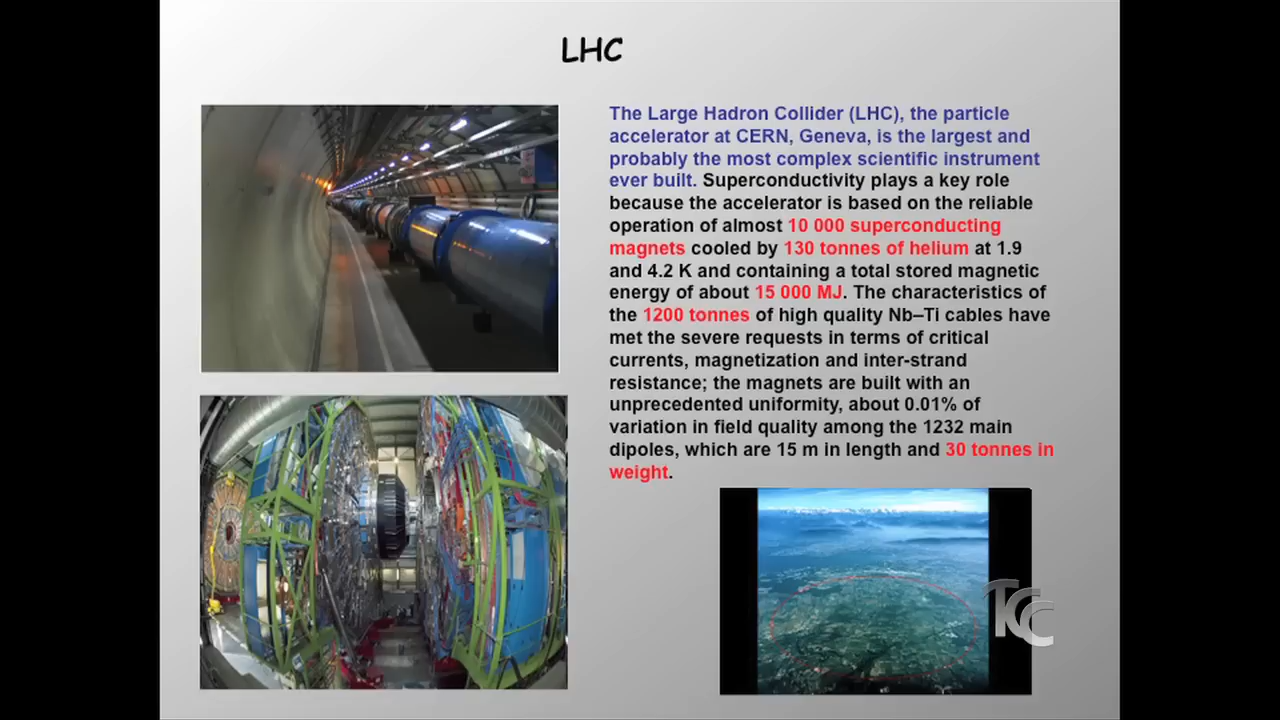 LHC
The Large Hadron Collider (LHC), the particle
accelerator at CERN, Geneva, is the largest and
probably the most complex scientific instrument
ever built. Superconductivity plays a key role
because the accelerator is based on the reliable
operation of almost 10 000 superconducting
magnets cooled by 130 tonnes of helium at 1.9
and 4.2 K and containing a total stored magnetic
energy of about 15 000 MJ. The characteristics of
the 1200 tonnes of high quality Nb–Ti cables have
met the severe requests in terms of critical
currents, magnetization and inter-strand
resistance; the magnets are built with an
unprecedented uniformity, about 0.01% of
variation in field quality among the 1232 main
dipoles, which are 15 m in length and 30 tonnes in
weight.
TCC